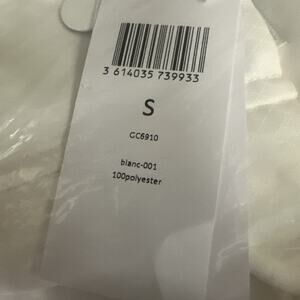 3 614035 739933
S
GC6910
blanc-001
100polyester